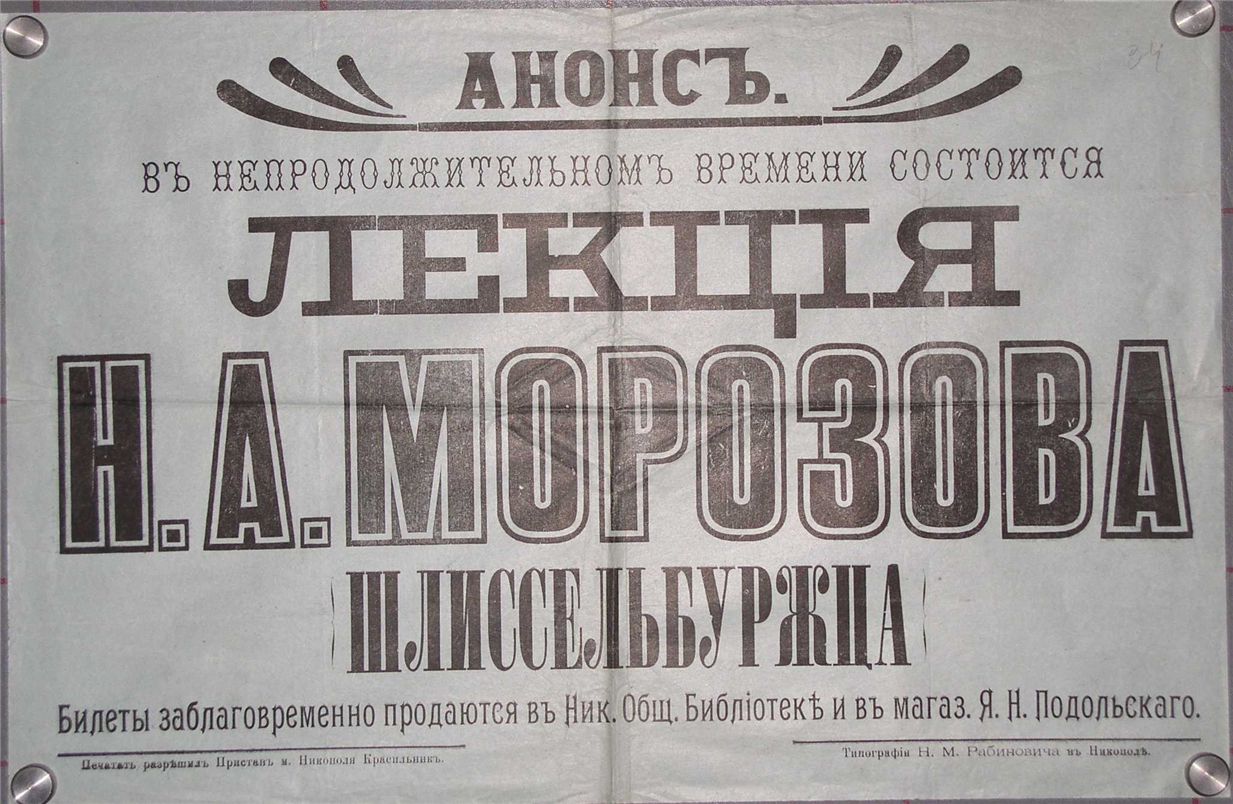 34
АНОНСЪ.
ВЪ НЕПРОДОЛЖИТЕЛЬНОМЪ ВРЕМЕНИ СОСТОИТСЯ
ЛЕКЦІЯ
Н.А.МОРОЗОВА
(ШЛИССЕЛЬБУРЖЦА)
Билеты заблаговременно продаются въ Ник. Общ. Библіотекѣ и въ магаз. Я. Н. Подольскаго.
Печатать разрѣшилъ Приставъ м. Никополя Красильникъ.
Типографія Н. М. Рабиновича въ Никополѣ.